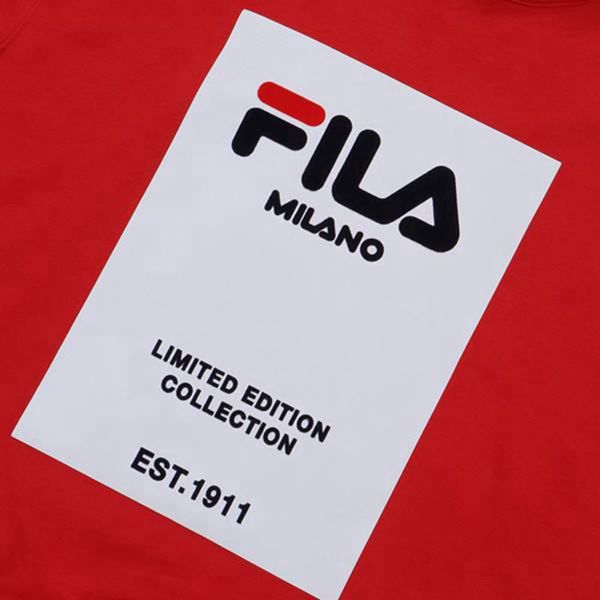 FILA
MILANO
LIMITED EDITION
COLLECTION
EST.1911